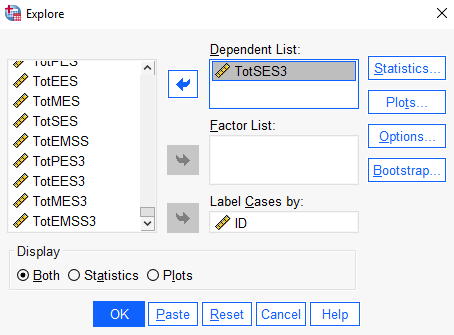 Explore
TotPES
TotEES
TotMES
TotSES
TotEMSS
TotPES3
TotEES3
TotMES3
TotEMSS3
Dependent List:
TotSES3
Factor List:
Label Cases by:
ID
Statistics...
Plots...
Options...
Bootstrap...
Display
Both Statistics Plots
OK Paste Reset Cancel Help